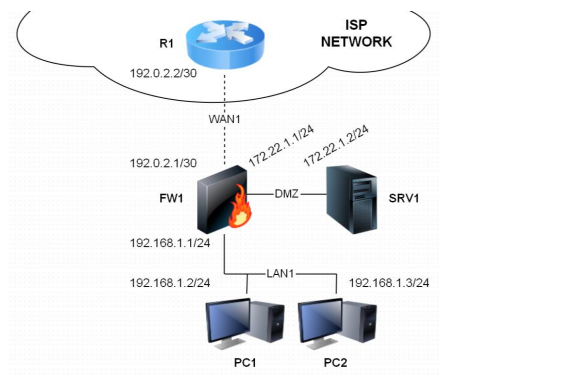 ISP
NETWORK
R1
192.0.2.2/30
WAN1
172.22.1.1/24
172.22.1.2/24
192.0.2.1/30
FW1
DMZ
SRV1
192.168.1.1/24
LAN1
192.168.1.2/24
192.168.1.3/24
PC1
PC2